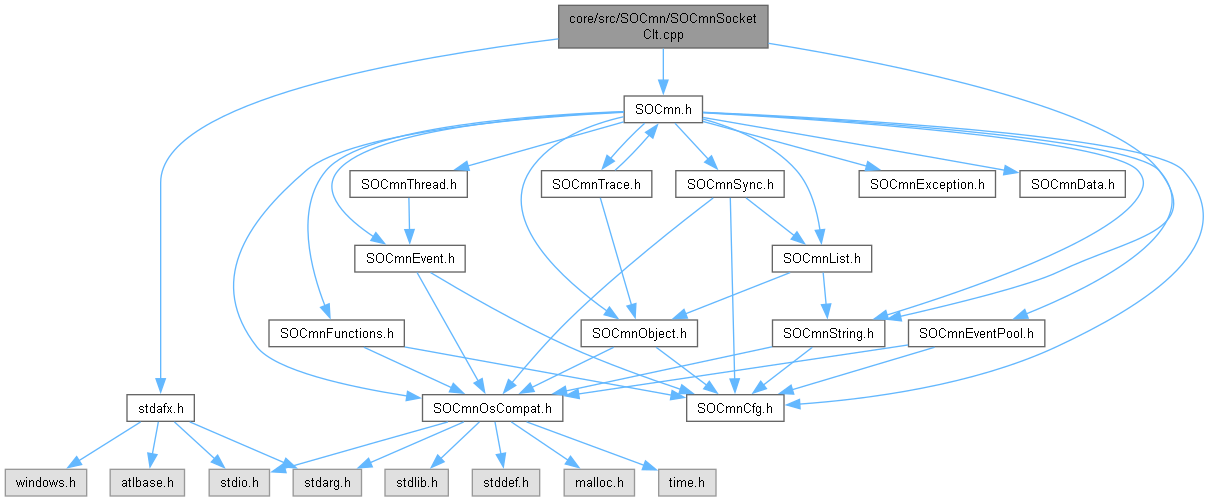 core/src/SOCmn/SOCmnSocket
Clt.cpp
SOCmn.h
SOCmnThread.h
SOCmnTrace.h
SOCmnSync.h
SOCmnException.h
SOCmnData.h
SOCmnEvent.h
SOCmnList.h
SOCmnFunctions.h
SOCmnObject.h
SOCmnString.h
SOCmnEventPool.h
stdafx.h
SOCmnOsCompat.h
SOCmnCfg.h
windows.h
atlbase.h
stdio.h
stdarg.h
stdlib.h
stddef.h
malloc.h
time.h